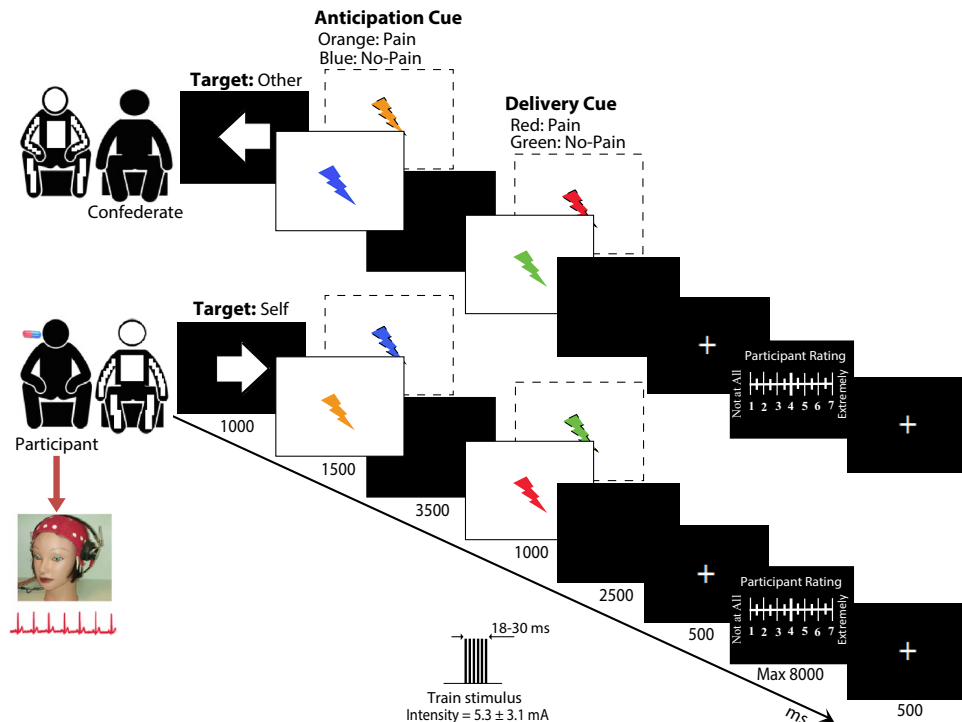 Anticipation Cue
Orange: Pain
Blue: No-Pain
Target: Other
Delivery Cue
Red: Pain
Green: No-Pain
Confederate
Participant Rating
Not at All
1 2 3 4 5 6 7
Extremely
Target: Self
Participant
1000
1500
3500
1000
2500
500
Participant Rating
Not at All
1 2 3 4 5 6 7
Extremely
Max 8000
500
ms
18-30 ms
Train stimulus
Intensity = 5.3 ± 3.1 mA